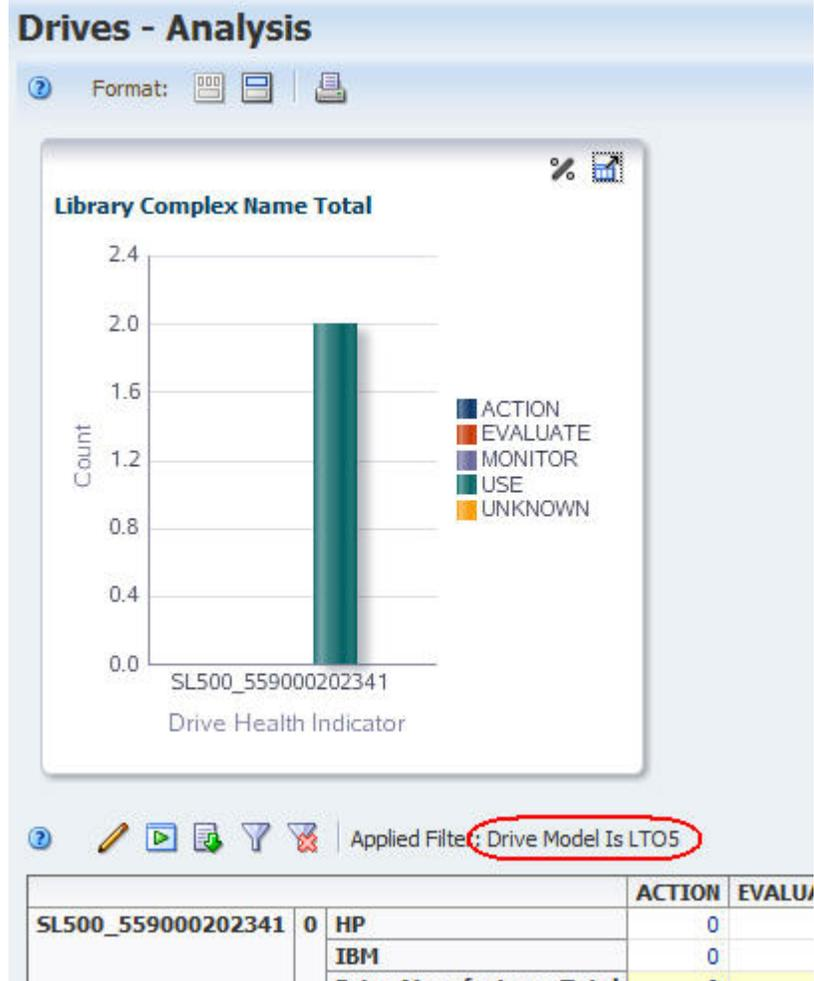 Drives - Analysis
Format:
Library Complex Name Total
2.4
2.0
1.6
1.2
0.8
0.4
0.0
Count
SL500_559000202341
Drive Health Indicator
ACTION
EVALUATE
MONITOR
USE
UNKNOWN
Applied Filter: Drive Model Is LTO5
ACTION EVALUA
SL500_559000202341 0 HP 0
IBM 0